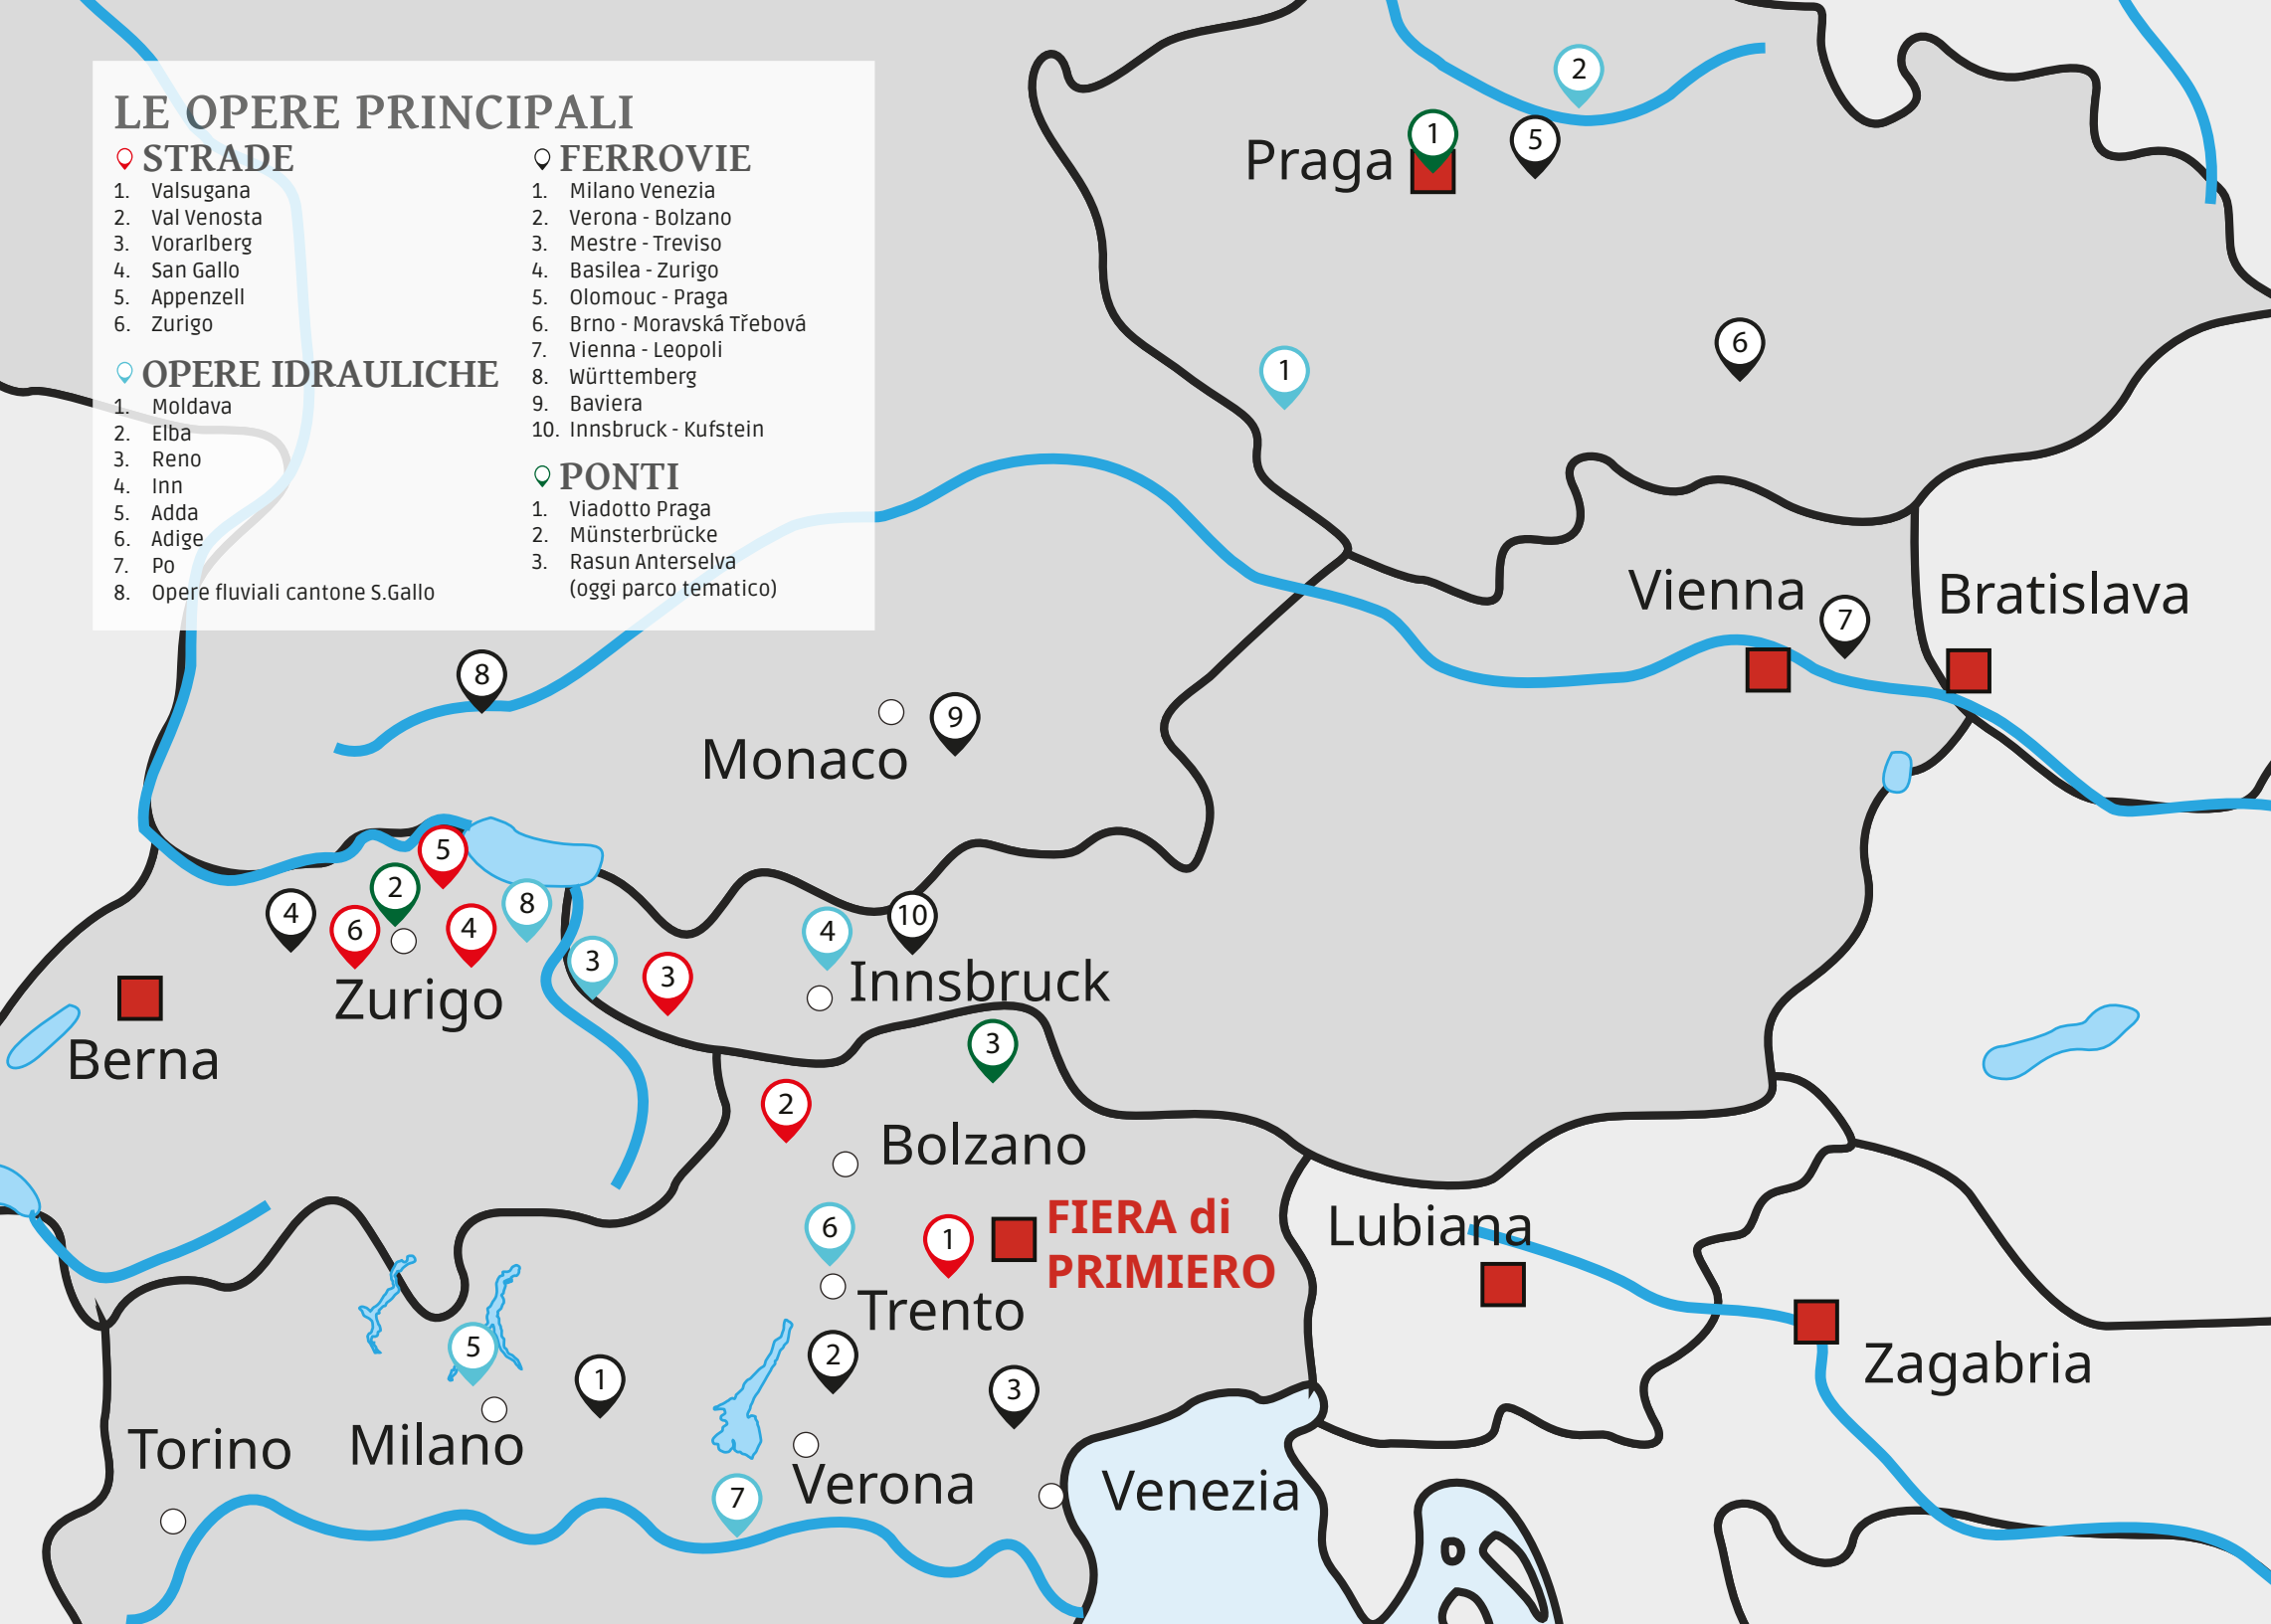 LE OPERE PRINCIPALI
STRADE
1. Valsugana
2. Val Venosta
3. Vorarlberg
4. San Gallo
5. Appenzell
6. Zurigo
OPERE IDRAULICHE
1. Moldava
2. Elba
3. Reno
4. Inn
5. Adda
6. Adige
7. Po
8. Opere fluviali cantone S.Gallo
FERROVIE
1. Milano Venezia
2. Verona - Bolzano
3. Mestre - Treviso
4. Basilea - Zurigo
5. Olomouc - Praga
6. Brno - Moravská Třebová
7. Vienna - Leopoli
8. Württemberg
9. Baviera
10. Innsbruck - Kufstein
PONTI
1. Viadotto Praga
2. Münsterbrücke
3. Rasun Anterselva
(oggi parco tematico)
2
1
5
Praga
6
1
Vienna
Bratislava
7
8
9
Monaco
5
2
8
4
6
4
10
4
3
3
Innsbruck
Zurigo
Berna
3
2
Bolzano
6
1
FIERA di
PRIMIERO
Lubiana
Trento
5
2
1
3
Zagabria
Torino
Milano
Verona
Venezia
7